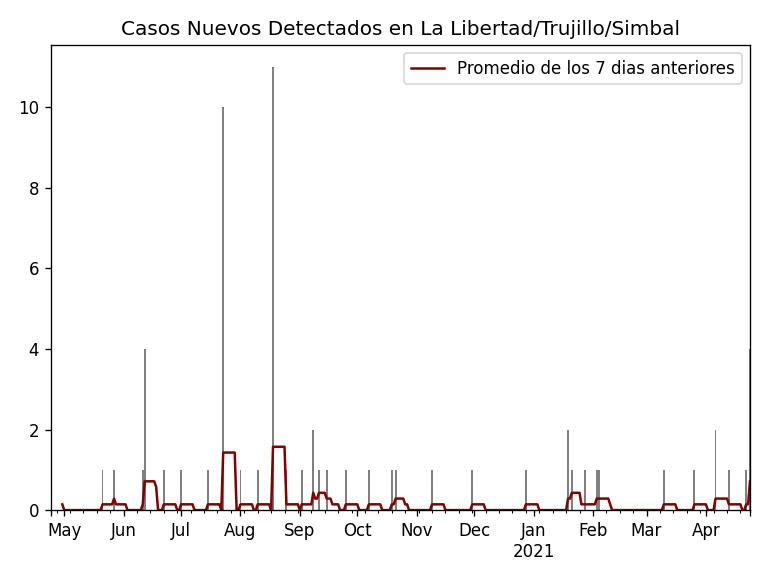 Casos Nuevos Detectados en La Libertad/Trujillo/Simbal
Promedio de los 7 dias anteriores
10
8
6
4
2
0
May Jun Jul Aug Sep Oct Nov Dec Jan Feb Mar Apr
2021